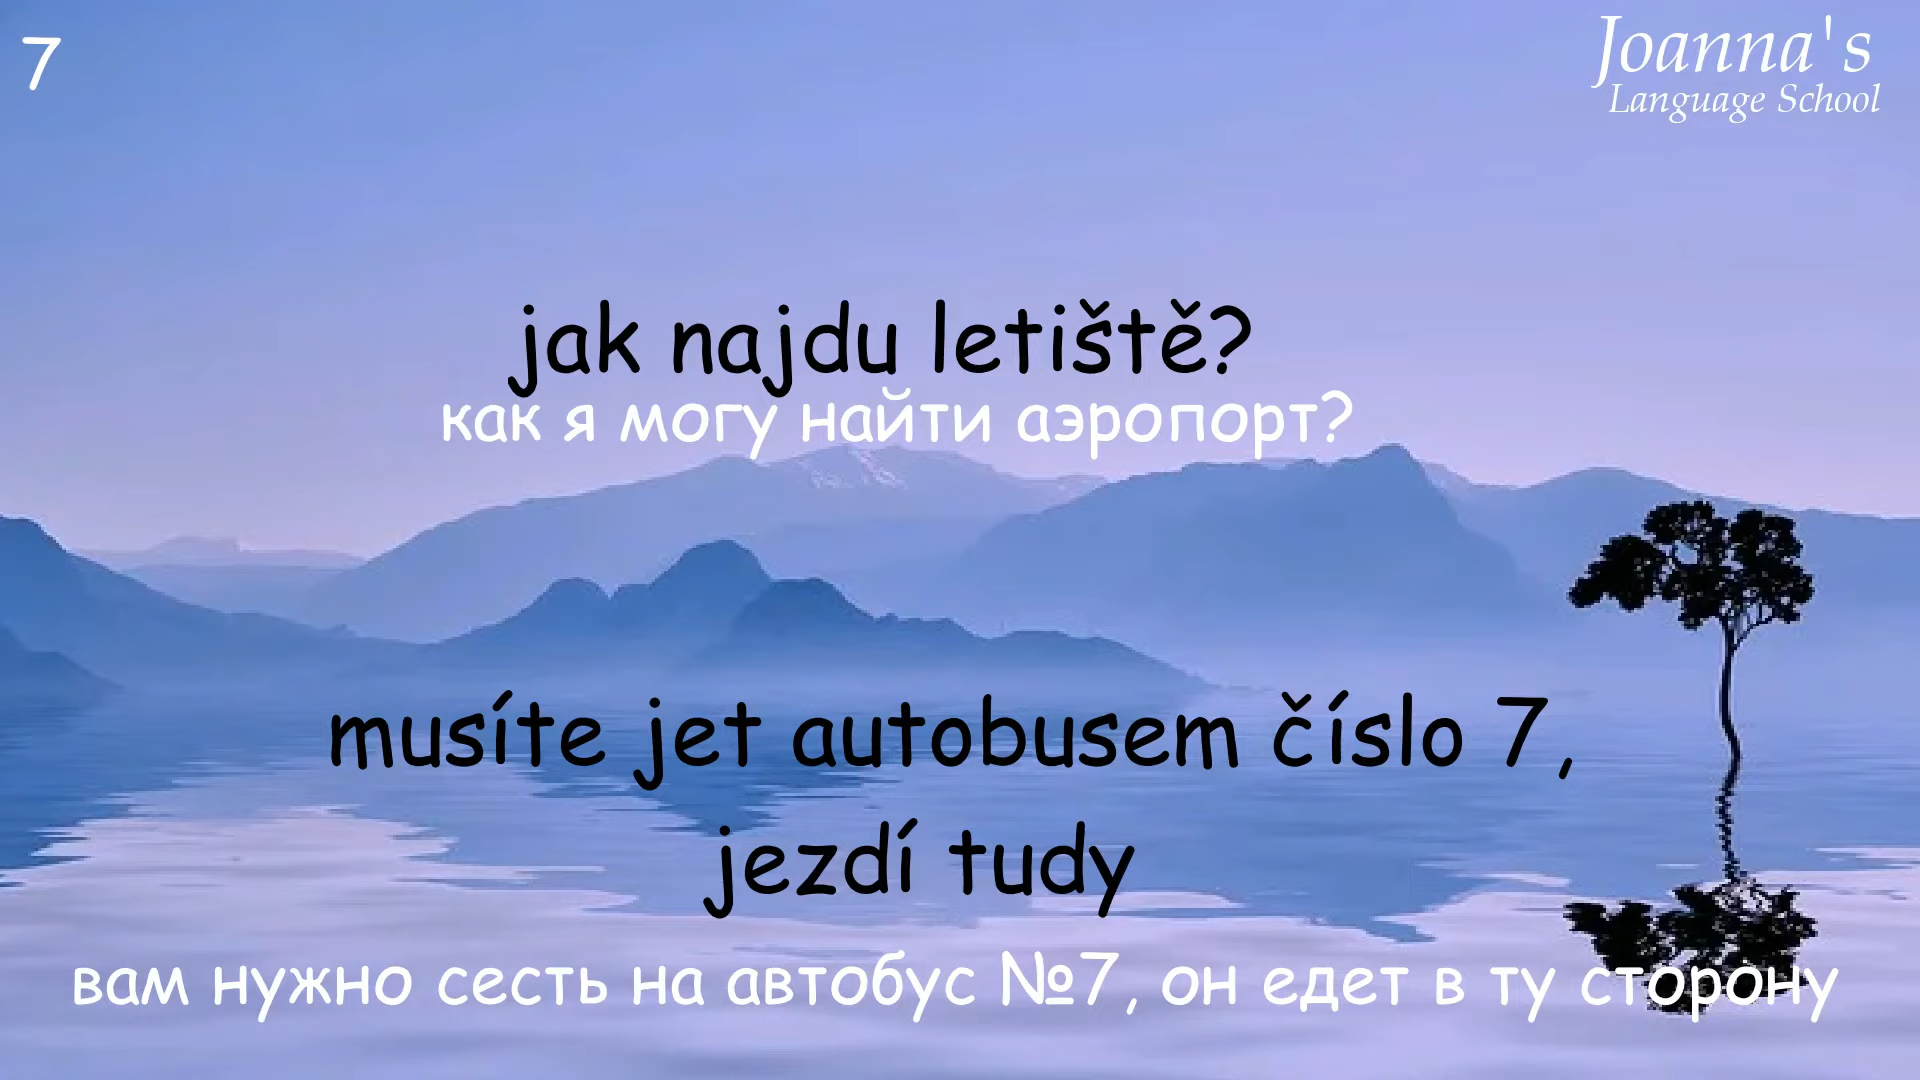 7
Joanna's
Language School
jak najdu letiště?
как я могу найти аэропорт?
musíte jet autobusem číslo 7,
jezdí tudy
вам нужно сесть на автобус №7, он едет в ту сторону